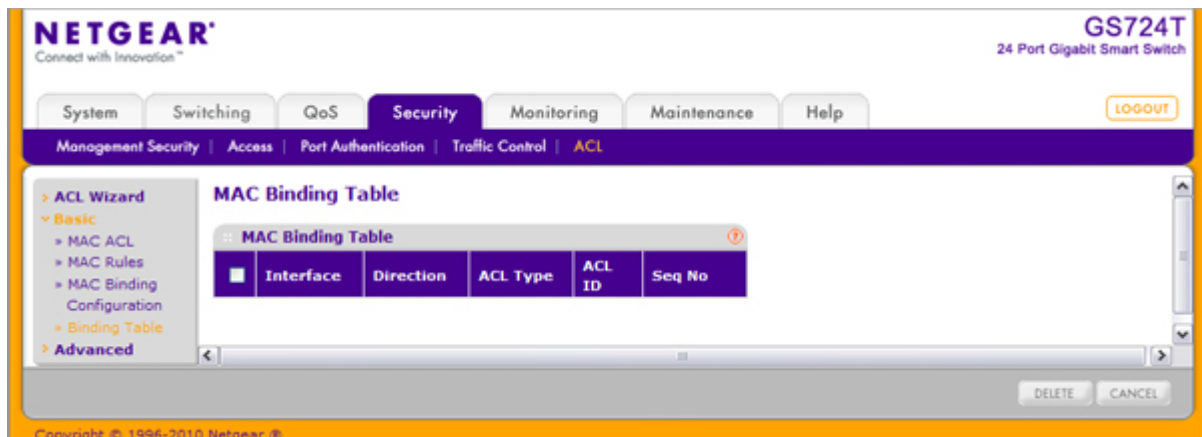 NETGEAR®
Connect with Innovation™
GS724T
24 Port Gigabit Smart Switch
System
Switching
QoS
Security
Monitoring
Maintenance
Help
LOGOUT
Management Security | Access | Port Authentication | Traffic Control | ACL
ACL Wizard
Basic
» MAC ACL
» MAC Rules
» MAC Binding
Configuration
» Binding Table
Advanced
MAC Binding Table
MAC Binding Table
?
Interface
Direction
ACL Type
ACL
ID
Seq No
DELETE
CANCEL
Copyright © 1996-2010 Netgear ®